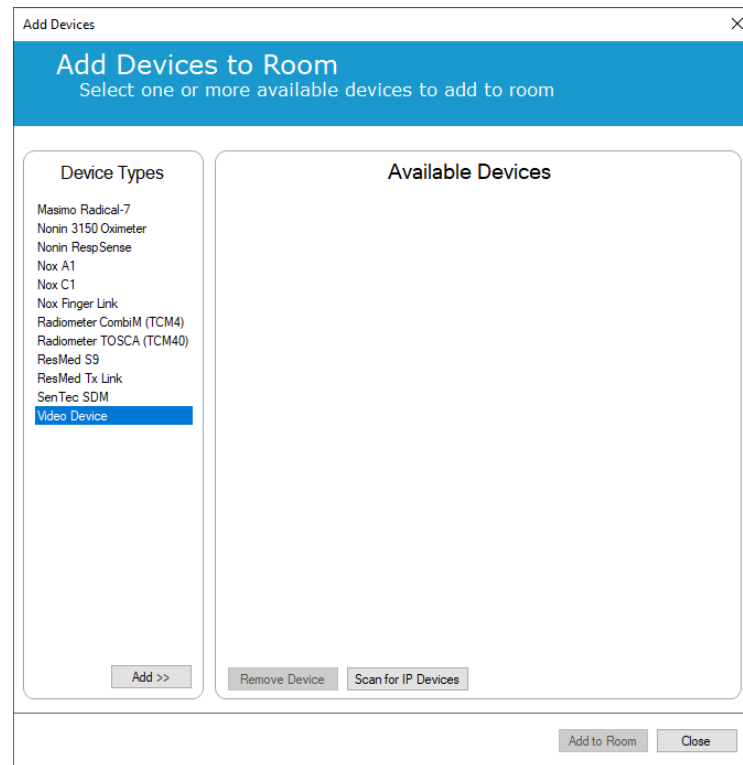 Add Devices
Add Devices to Room
Select one or more available devices to add to room
Device Types
Masimo Radical-7
Nonin 3150 Oximeter
Nonin RespSense
Nox A1
Nox C1
Nox Finger Link
Radiometer CombiM (TCM4)
Radiometer TOSCA (TCM40)
ResMed S9
ResMed Tx Link
SenTec SDM
Video Device
Add >>
Available Devices
Remove Device
Scan for IP Devices
Add to Room
Close